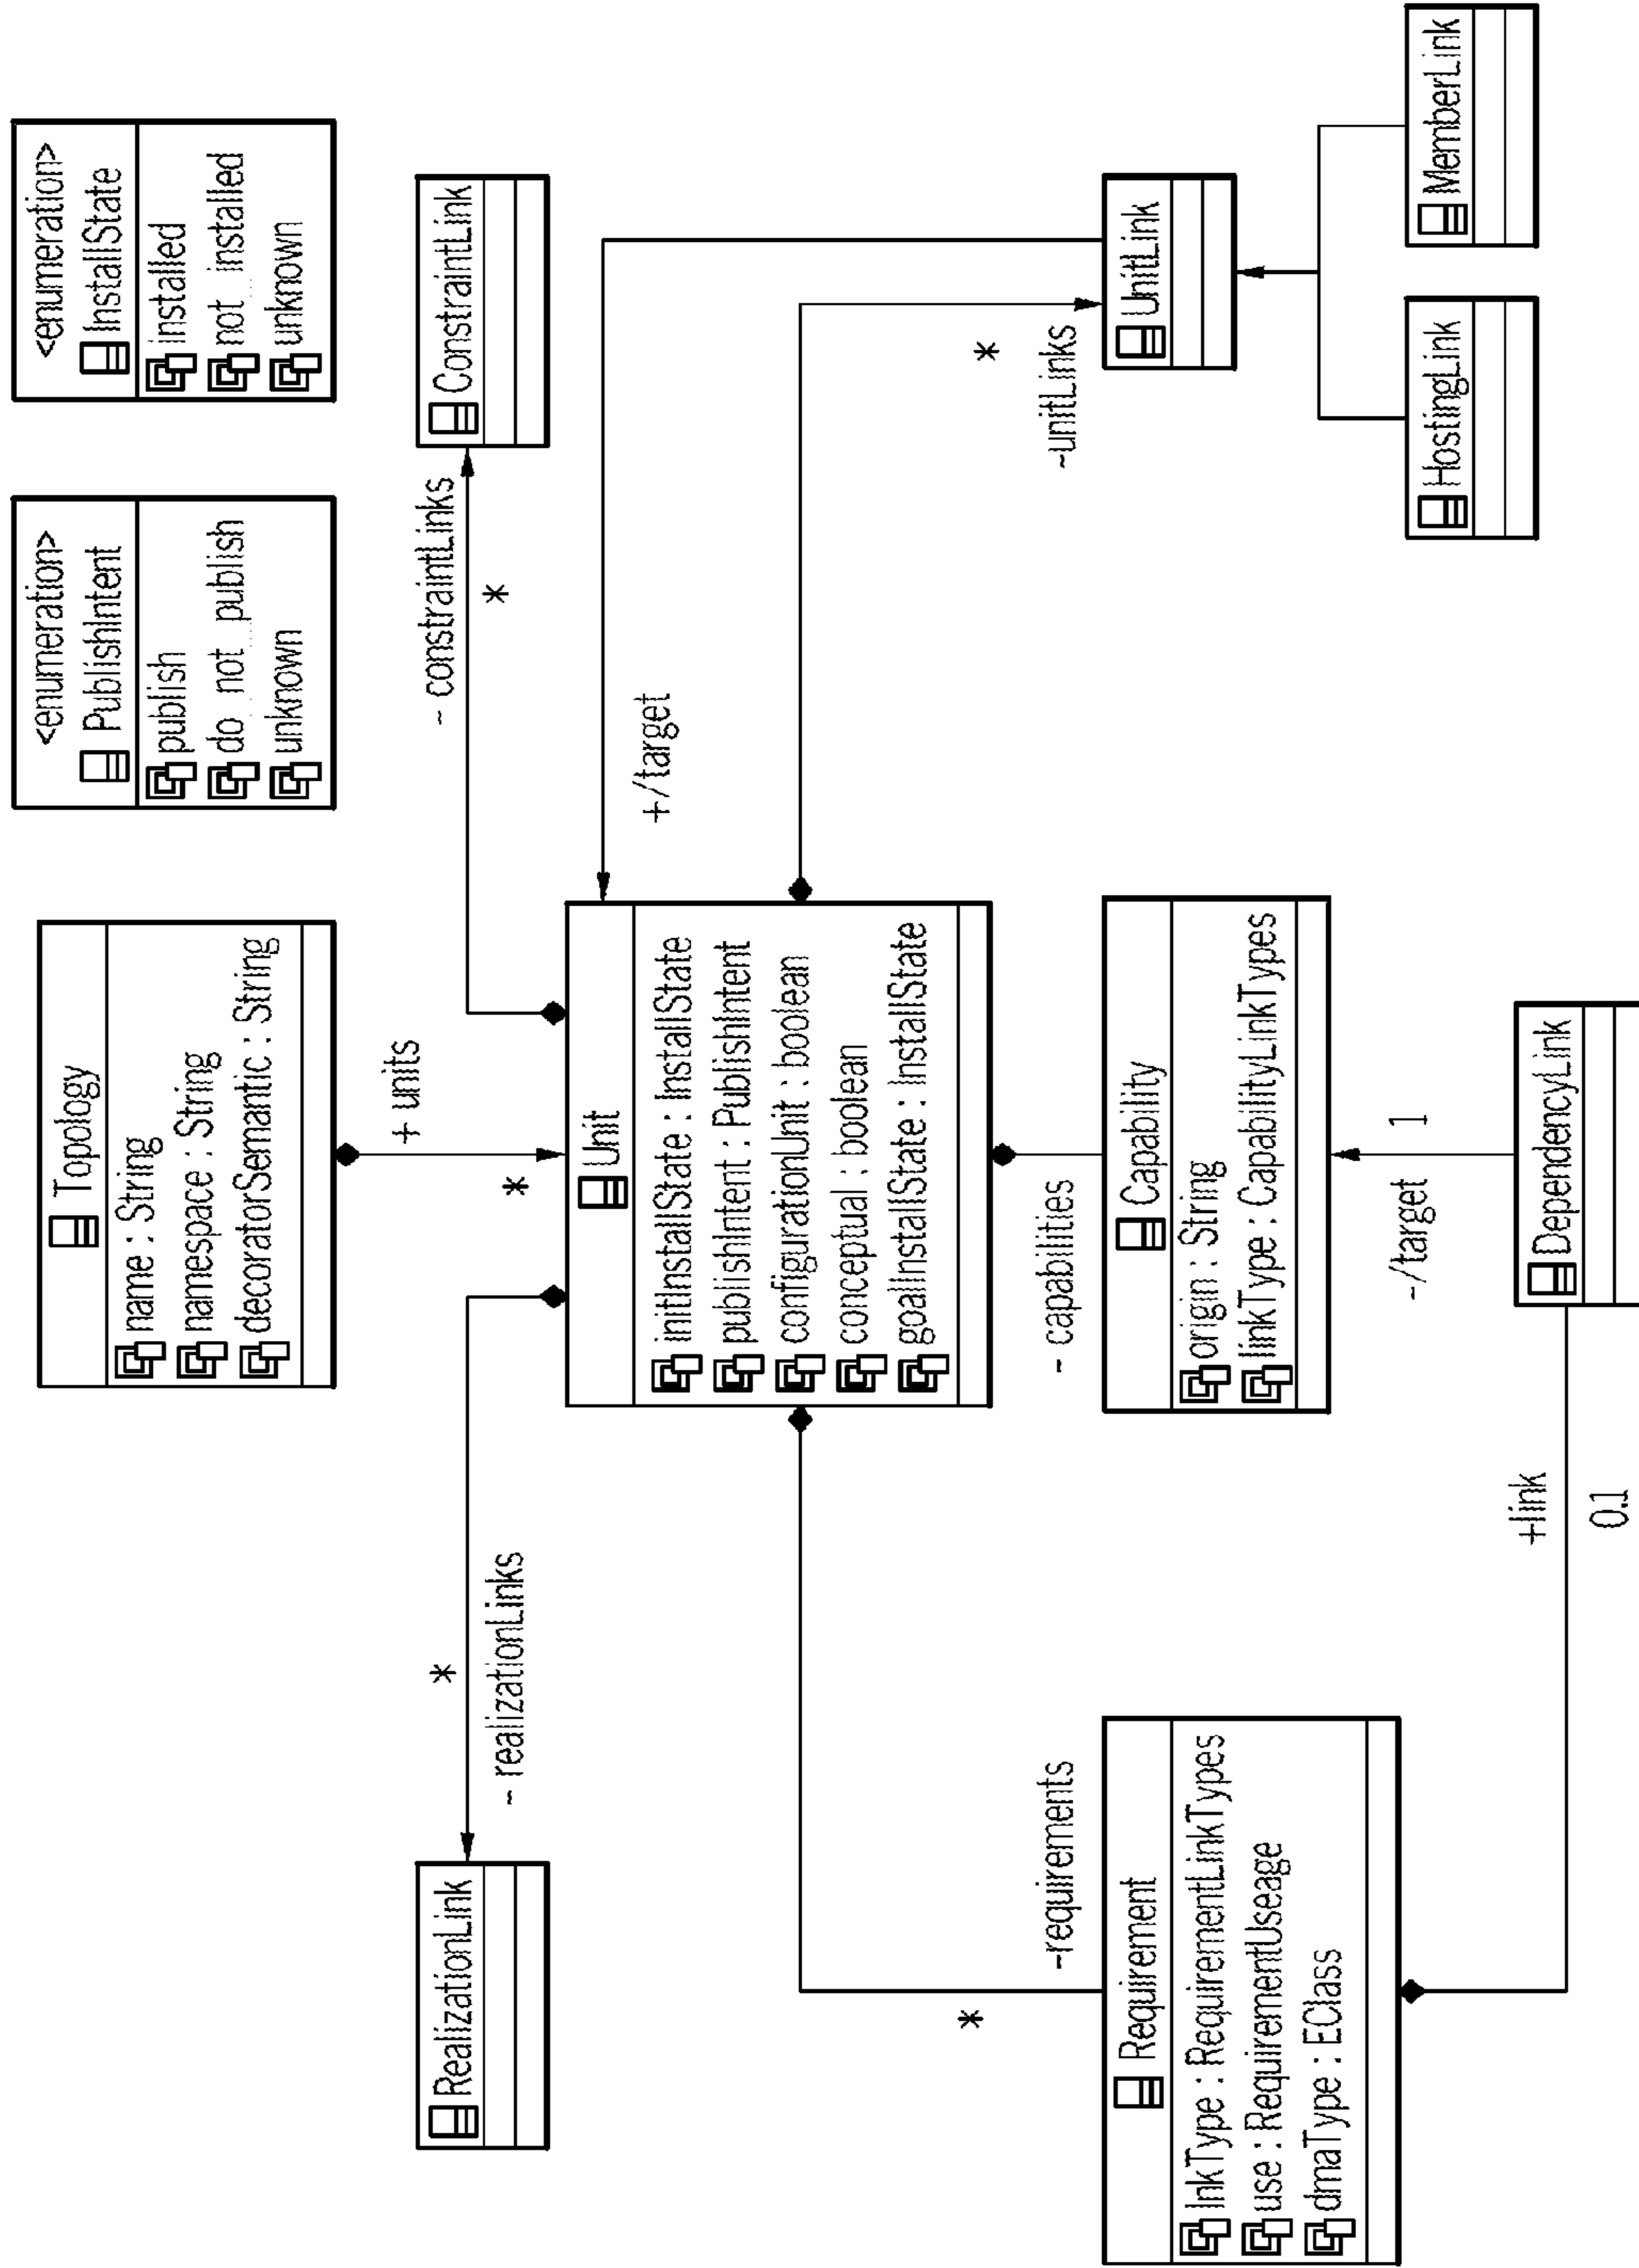 <enumeration>
PublishIntent
publish
do_not_publish
unknown
<enumeration>
InstallState
installed
not_installed
unknown
Topology
name : String
namespace : String
decoratorSemantic : String
+ units
*
RealizationLink
*
~ realizationLinks
~ constraintLinks
*
ConstraintLink
Unit
initInstallState : InstallState
publishIntent : PublishIntent
configurationUnit : boolean
conceptual : boolean
goalInstallState : InstallState
+/target
*
~requirements
~ capabilities
*
~unitLinks
Requirement
lnkType : RequirementLinkTypes
use : RequirementUseage
dmaType : EClass
Capability
origin : String
linkType : CapabilityLinkTypes
UnitLink
~/target
1
HostingLink
MemberLink
+link
0.1
DependencyLink